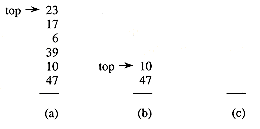 top → 23
17
6
39
10 top → 10
47 47
(a) (b) (c)